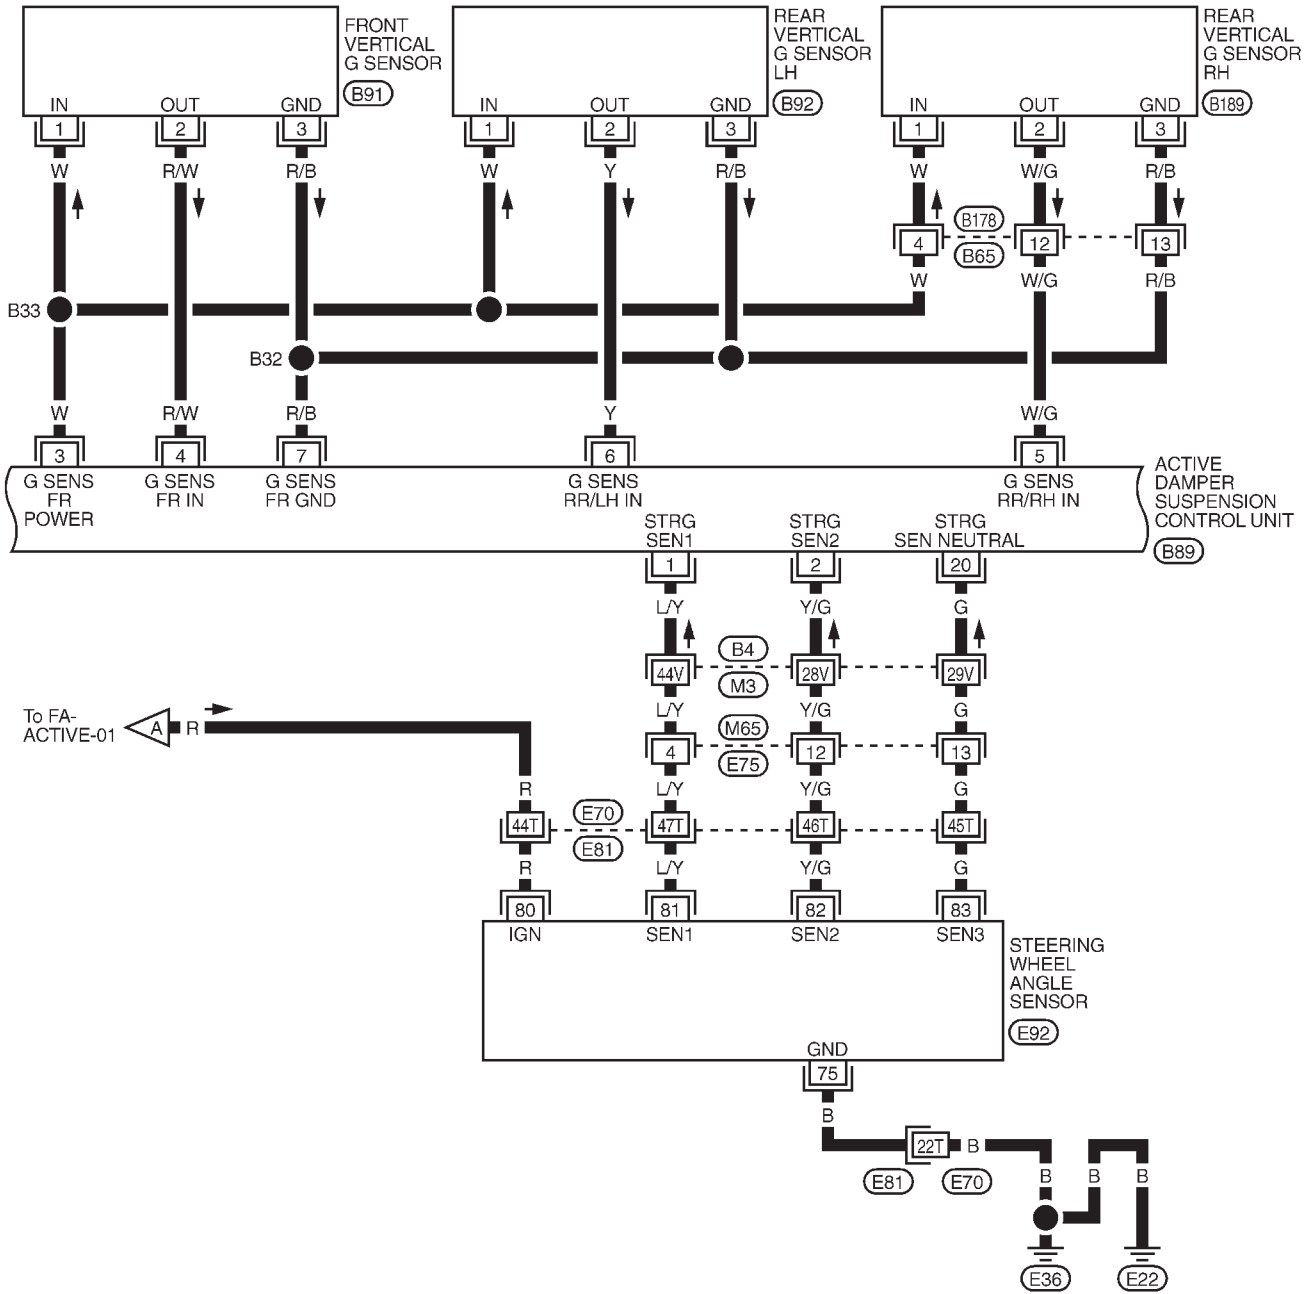 FRONT
VERTICAL
G SENSOR
B91
REAR
VERTICAL
G SENSOR
LH
B92
REAR
VERTICAL
G SENSOR
RH
B189
IN OUT GND IN OUT GND IN OUT GND
1 2 3 1 2 3 1 2 3
W R/W R/B W Y R/B W W/G R/B
B178
4 12 13
B65
W W/G R/B
B33
B32
W R/W R/B Y W/G
3 4 7 6 5
G SENS
FR
POWER
G SENS
FR IN
G SENS
FR GND
G SENS
RR/LH IN
G SENS
RR/RH IN
ACTIVE
DAMPER
SUSPENSION
CONTROL UNIT
B89
STRG
SEN1
STRG
SEN2
STRG
SEN NEUTRAL
1 2 20
L/Y Y/G G
B4
44V 28V 29V
M3
L/Y Y/G G
To FA-
ACTIVE-01
A R
M65
4 12 13
E75
R L/Y Y/G G
E70
44T 47T 46T 45T
E81
R L/Y Y/G G
80 81 82 83
IGN SEN1 SEN2 SEN3
STEERING
WHEEL
ANGLE
SENSOR
E92
GND
75
B
22T B
E81 E70
B B B
E36 E22